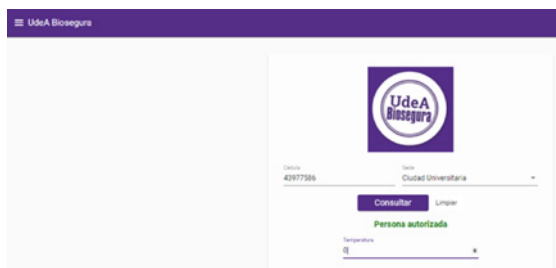 UdeA Biosegura
UdeA
Biosegura
Cédula Sede
43977586 Ciudad Universitaria
Consultar Limpiar
Persona autorizada
Temperatura
0